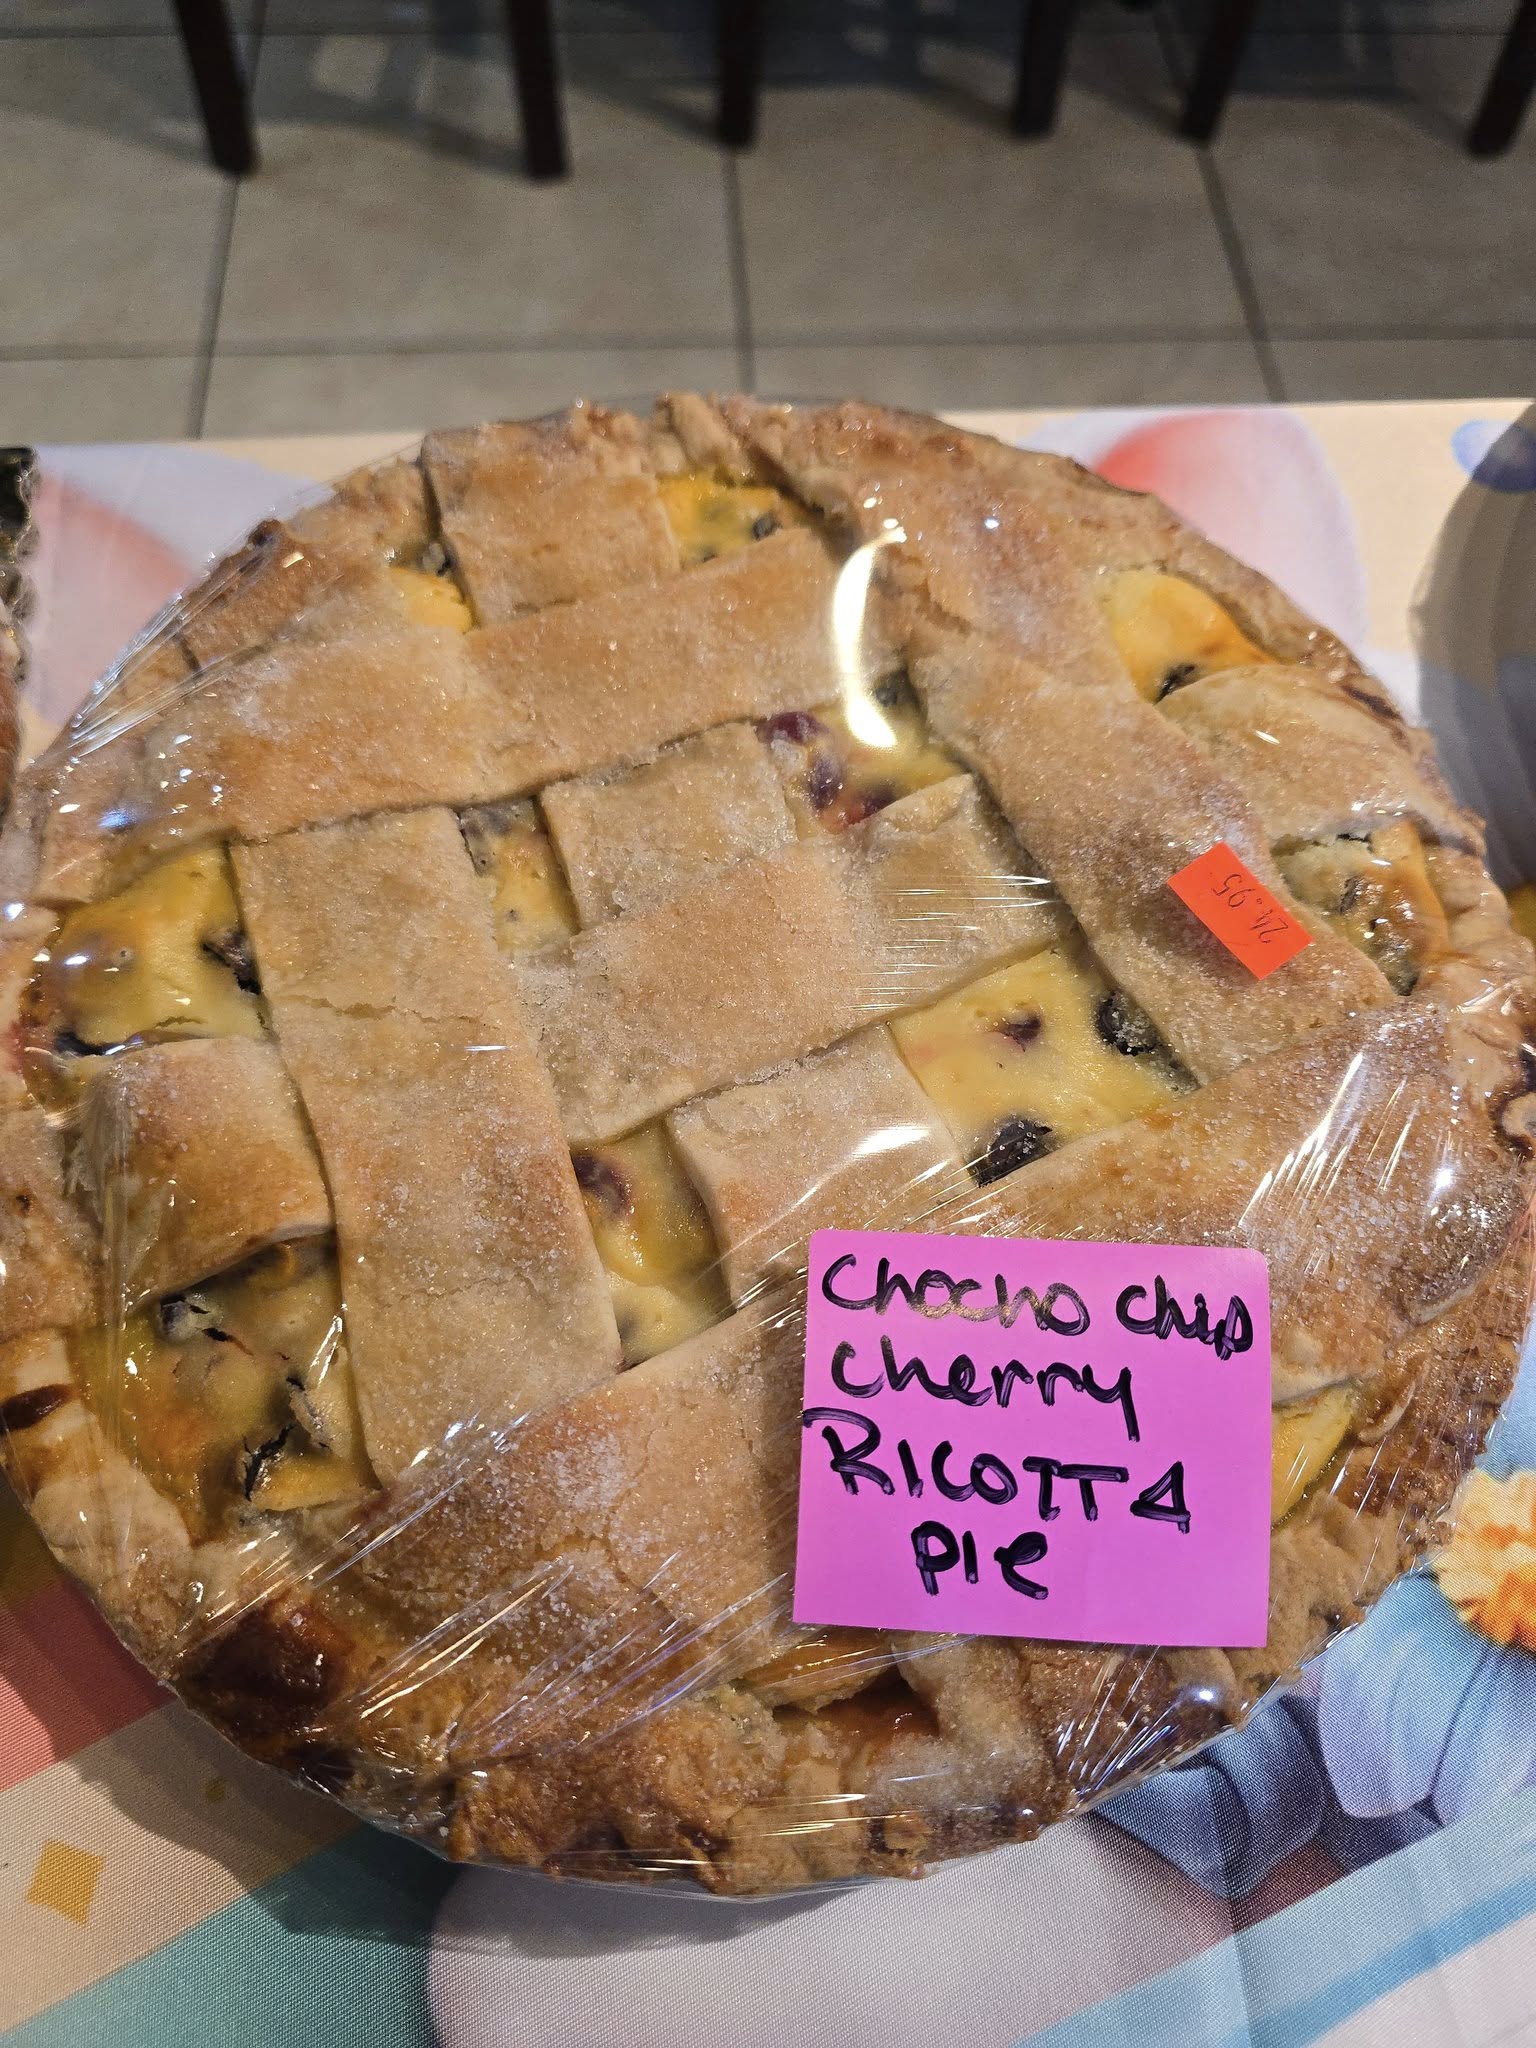 24.95
Chocho Chip
Cherry
RICOTTA
PIe